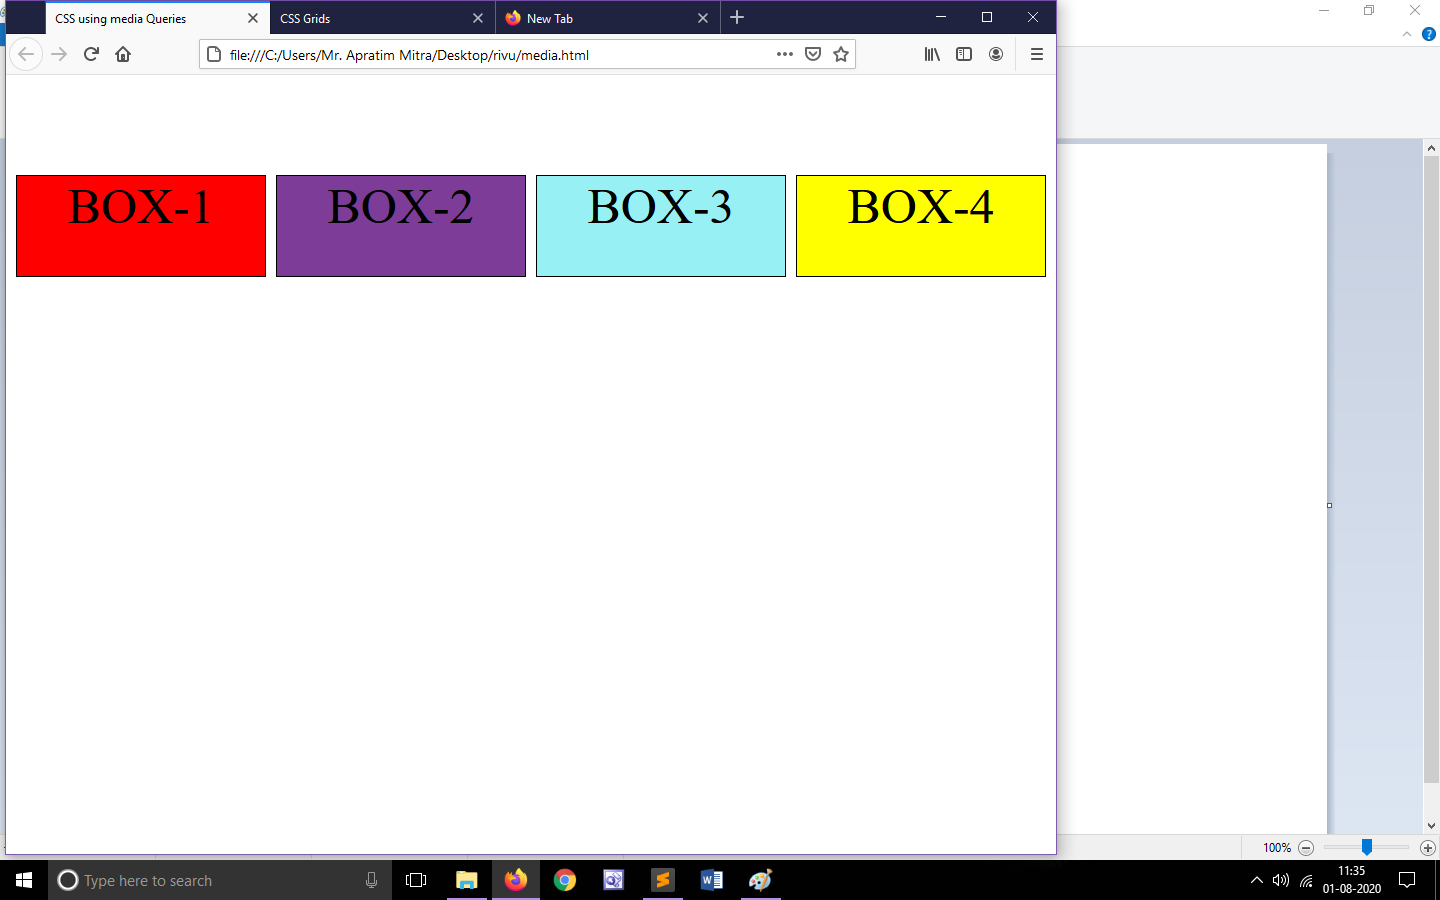 CSS using media Queries
CSS Grids
New Tab
file:///C:/Users/Mr. Apratim Mitra/Desktop/rivu/media.html
BOX-1
BOX-2
BOX-3
BOX-4
100%
Type here to search
11:35
01-08-2020